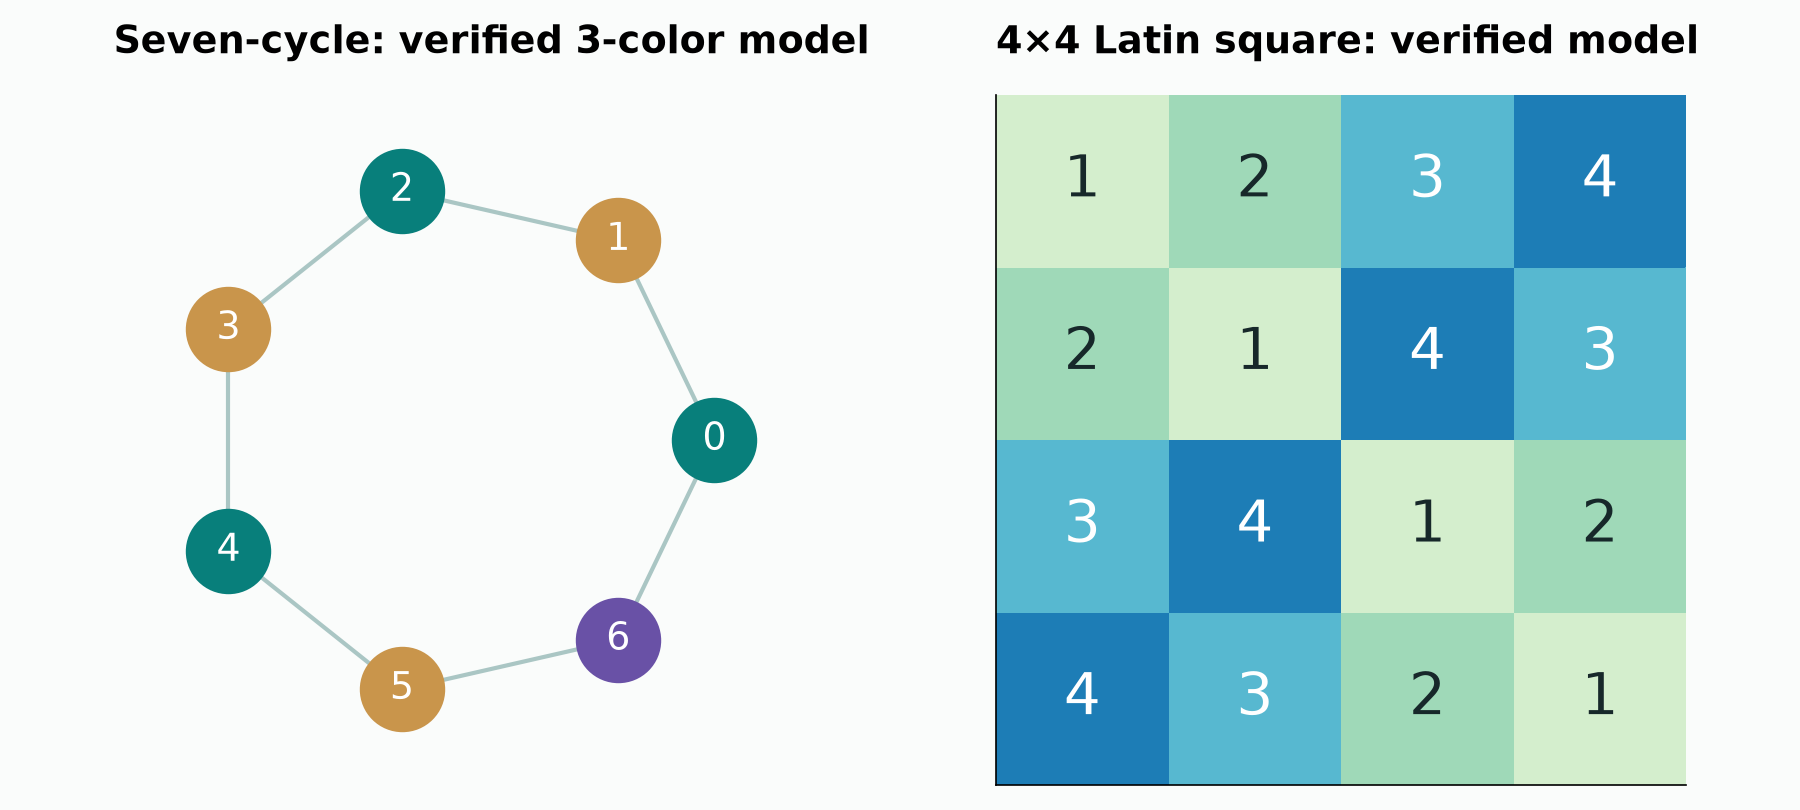 Seven-cycle: verified 3-color model
2
1
3
0
4
6
5
4×4 Latin square: verified model
1 2 3 4
2 1 4 3
3 4 1 2
4 3 2 1